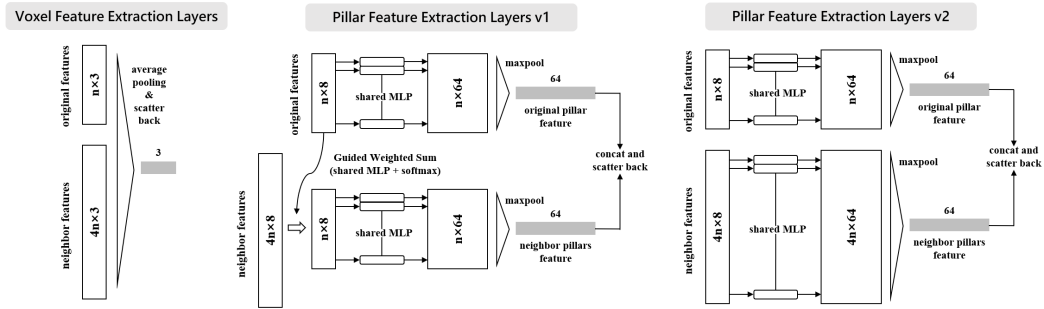 Voxel Feature Extraction Layers
original features
n×3
neighbor features
4n×3
average
pooling
&
scatter
back
3
Pillar Feature Extraction Layers v1
original features
n×8
shared MLP
n×64
maxpool
64
original pillar
feature
Guided Weighted Sum
(shared MLP + softmax)
neighbor features
4n×8
n×8
shared MLP
n×64
maxpool
64
neighbor pillars
feature
concat and
scatter back
Pillar Feature Extraction Layers v2
original features
n×8
shared MLP
n×64
maxpool
64
original pillar
feature
neighbor features
4n×8
shared MLP
4n×64
maxpool
64
neighbor pillars
feature
concat and
scatter back